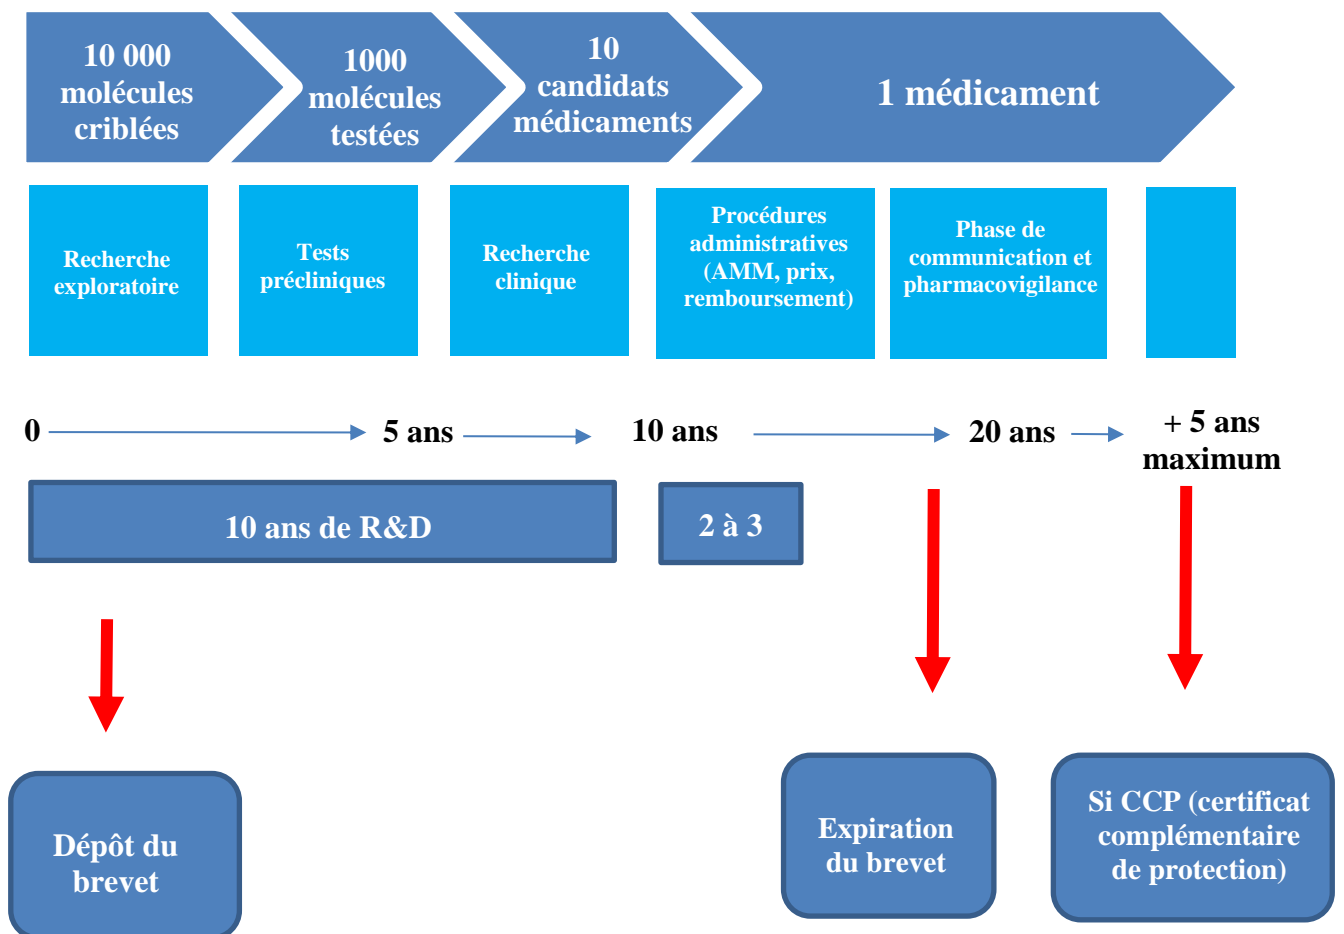 10 000
molécules
criblées
1000
molécules
testées
10
candidats
médicaments
1 médicament
Recherche
exploratoire
Tests
précliniques
Recherche
clinique
Procédures
administratives
(AMM, prix,
remboursement)
Phase de
communication et
pharmacovigilance
0
5 ans
10 ans
20 ans
+ 5 ans
maximum
10 ans de R&D
2 à 3
Dépôt du
brevet
Expiration
du brevet
Si CCP (certificat
complémentaire
de protection)